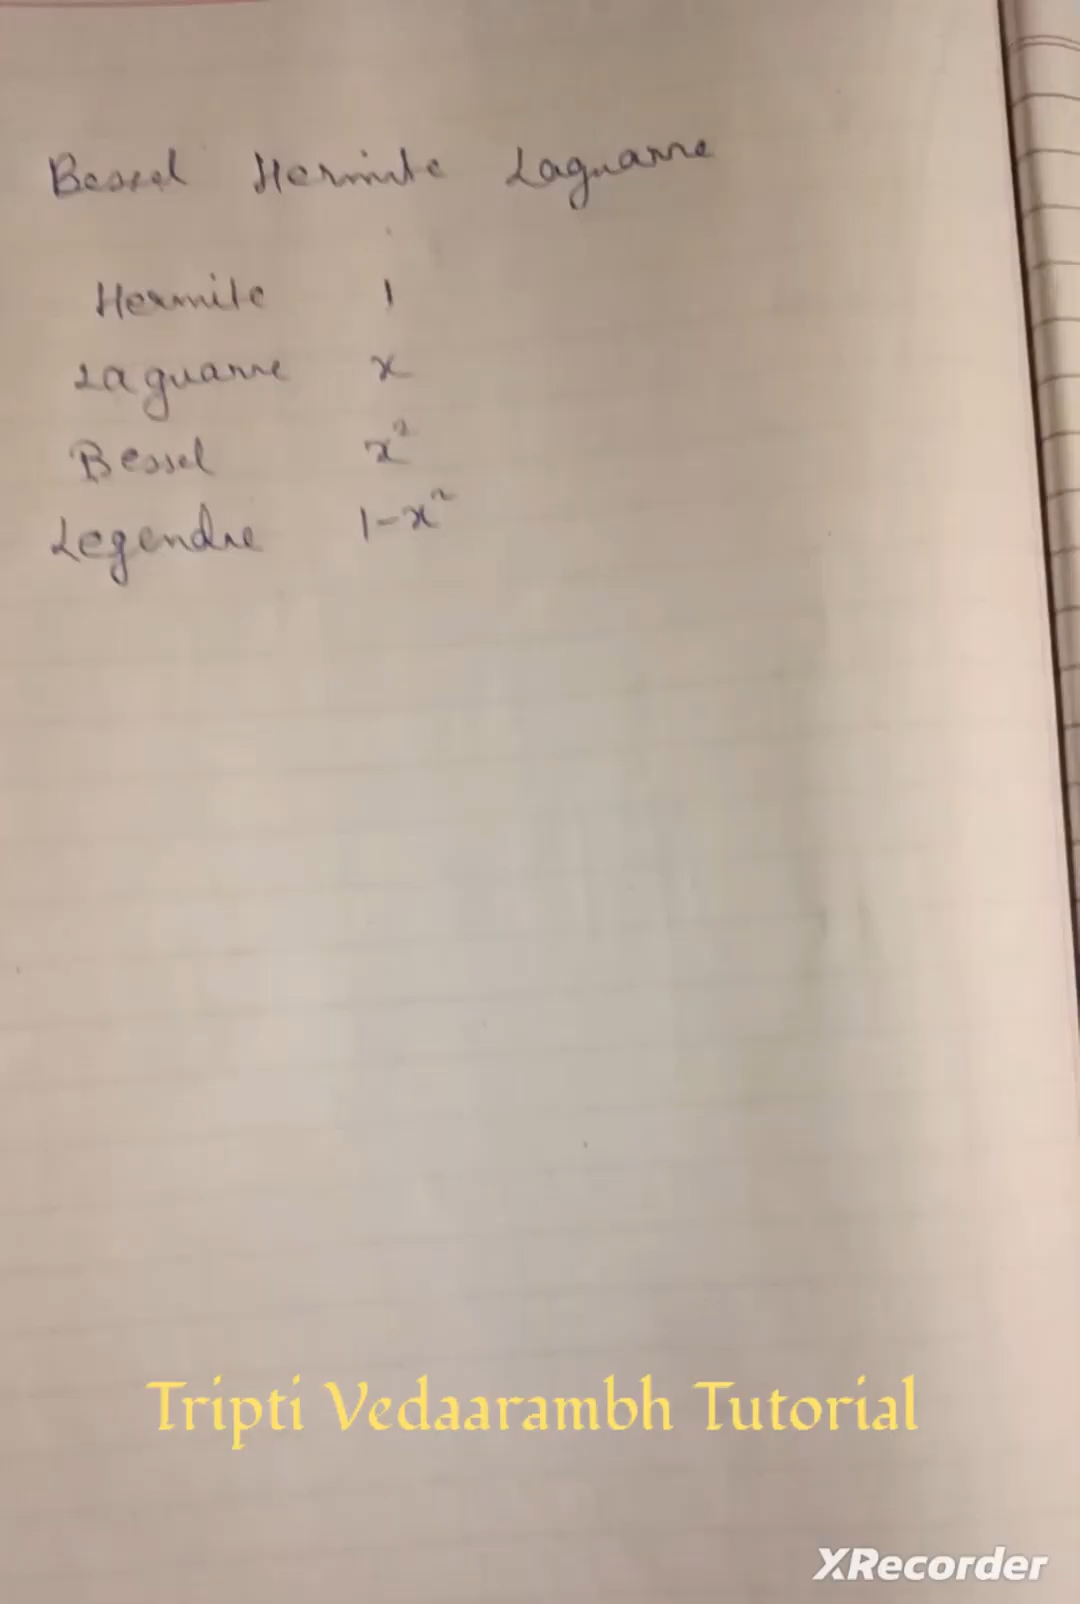 Bessel Hermite Laguarre
Hermite 1
Laguarre x
Bessel x²
Legendre 1-x²
Tripti Vedaarambh Tutorial
XRecorder